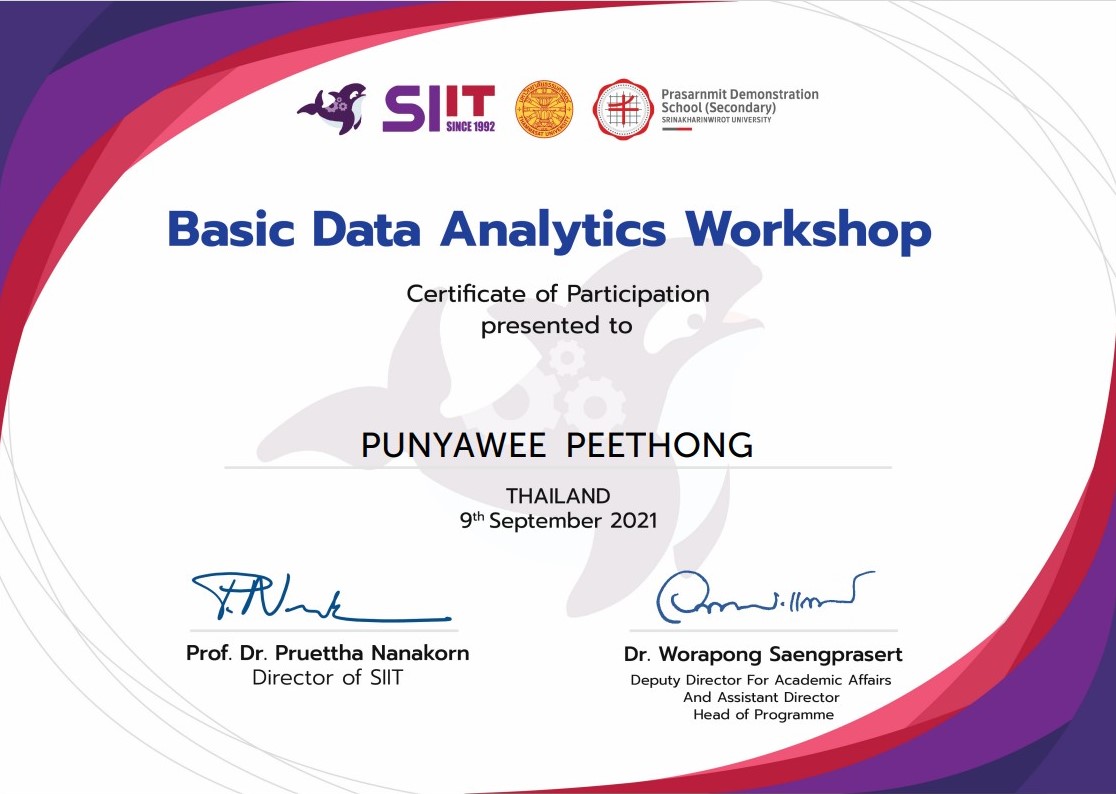 SIIT
SINCE 1992
Prasarnmit Demonstration
School (Secondary)
SRINAKHARINWIROT UNIVERSITY
Basic Data Analytics Workshop
Certificate of Participation
presented to
PUNYAWEE PEETHONG
THAILAND
9th September 2021
Prof. Dr. Pruettha Nanakorn
Director of SIIT
Dr. Worapong Saengprasert
Deputy Director For Academic Affairs
And Assistant Director
Head of Programme